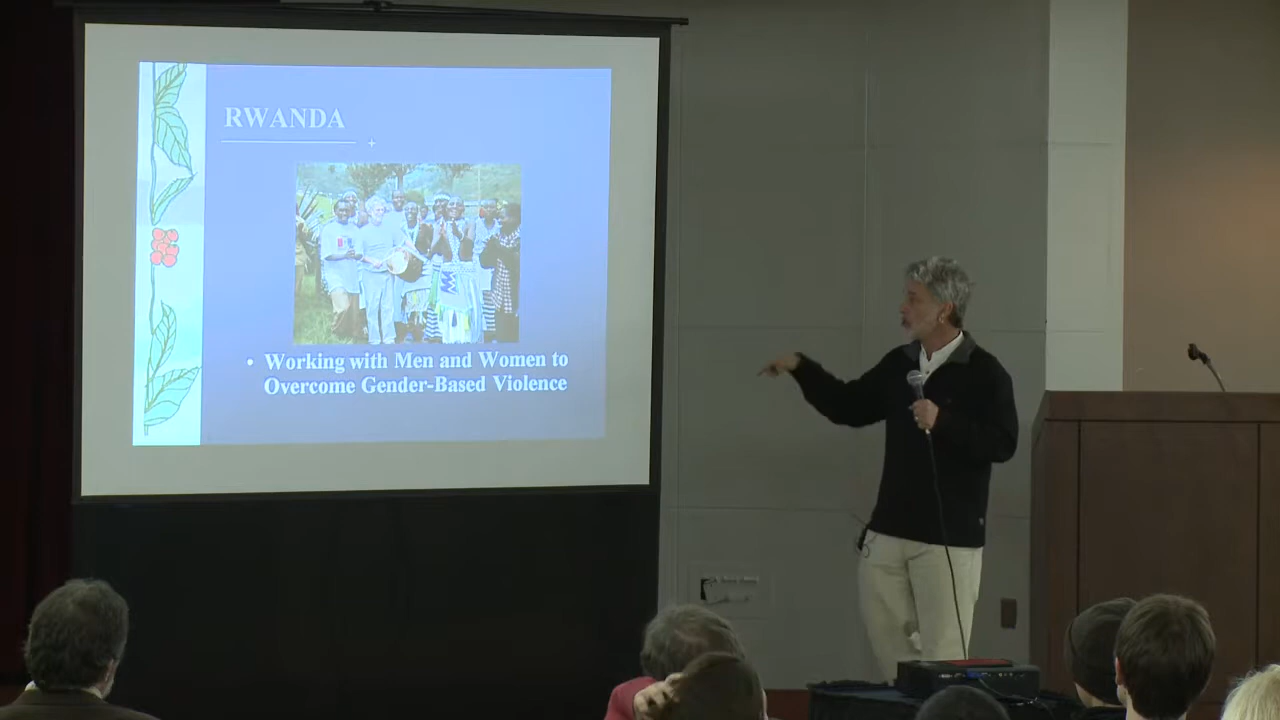 RWANDA
• Working with Men and Women to
Overcome Gender-Based Violence